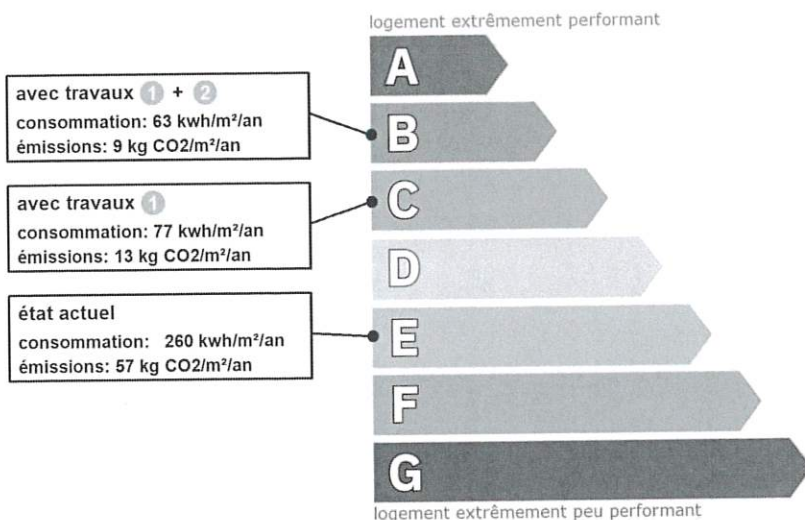 logement extrêmement performant
A
avec travaux 1 + 2
consommation: 63 kwh/m²/an
émissions: 9 kg CO2/m²/an
B
avec travaux 1
consommation: 77 kwh/m²/an
émissions: 13 kg CO2/m²/an
C
D
état actuel
consommation: 260 kwh/m²/an
émissions: 57 kg CO2/m²/an
E
F
G
logement extrêmement peu performant